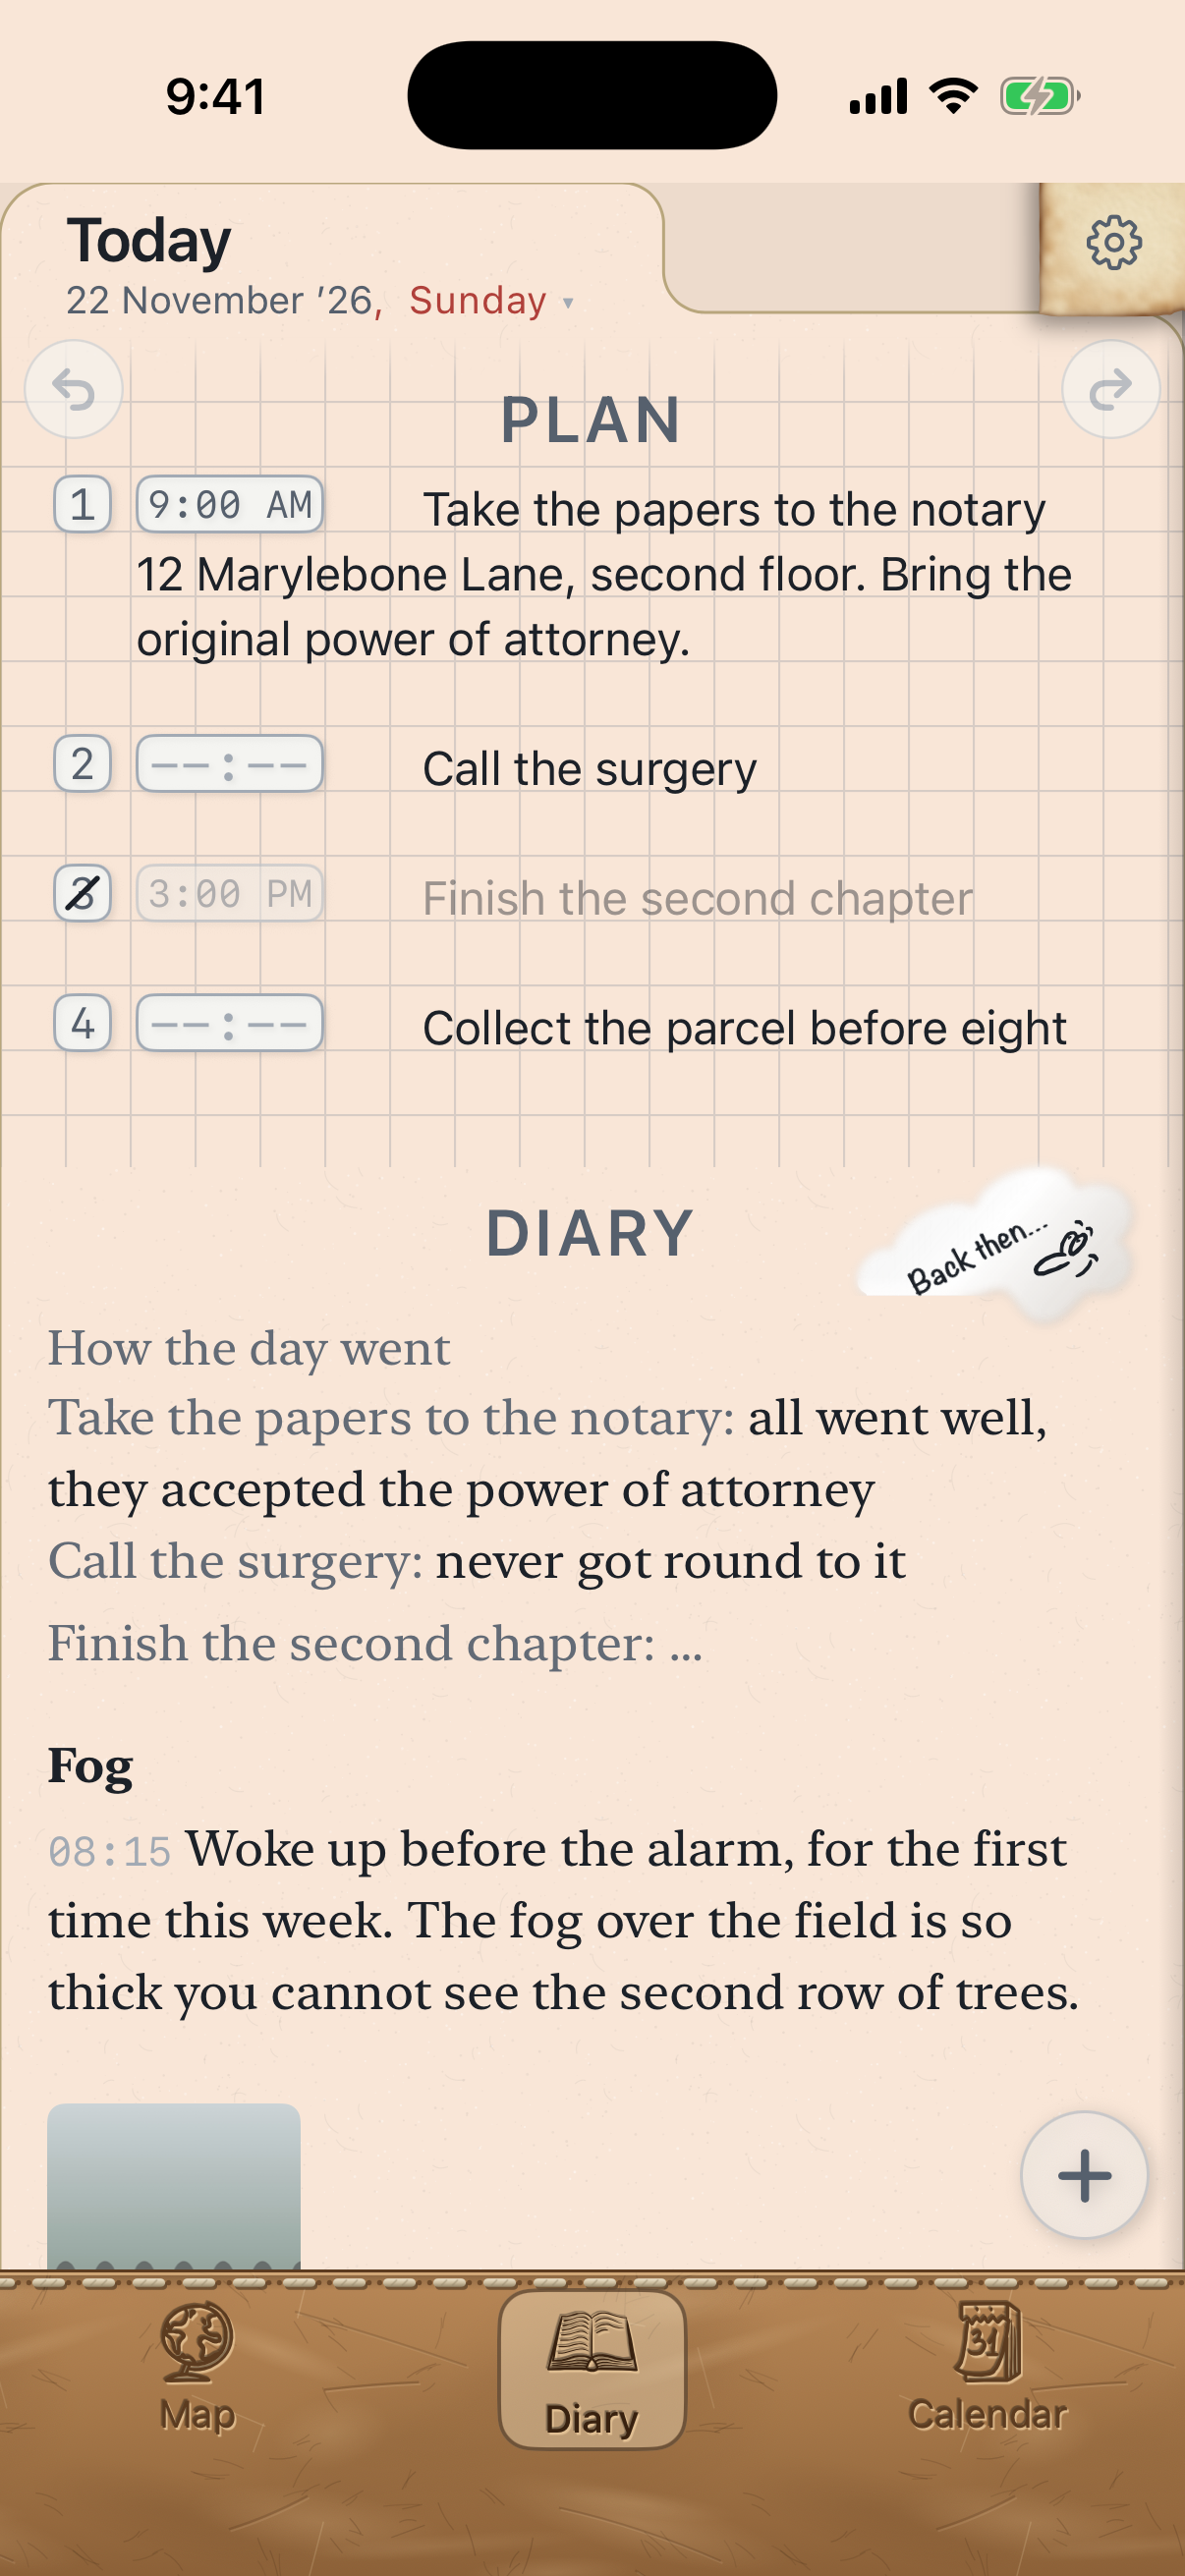 9:41
Today
22 November ’26, Sunday ▾
PLAN
1 9:00 AM Take the papers to the notary
12 Marylebone Lane, second floor. Bring the
original power of attorney.
2 --:-- Call the surgery
3 3:00 PM Finish the second chapter
4 --:-- Collect the parcel before eight
DIARY
Back then...
How the day went
Take the papers to the notary: all went well,
they accepted the power of attorney
Call the surgery: never got round to it
Finish the second chapter: ...
Fog
08:15 Woke up before the alarm, for the first
time this week. The fog over the field is so
thick you cannot see the second row of trees.
31
Map
Diary
Calendar